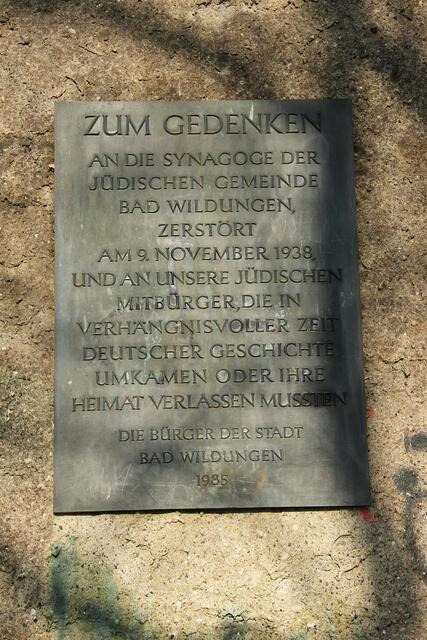 ZUM GEDENKEN
AN DIE SYNAGOGE DER
JÜDISCHEN GEMEINDE
BAD WILDUNGEN,
ZERSTÖRT
AM 9. NOVEMBER 1938,
UND AN UNSERE JÜDISCHEN
MITBÜRGER, DIE IN
VERHÄNGNISVOLLER ZEIT
DEUTSCHER GESCHICHTE
UMKAMEN ODER IHRE
HEIMAT VERLASSEN MUSSTEN
DIE BÜRGER DER STADT
BAD WILDUNGEN
1985